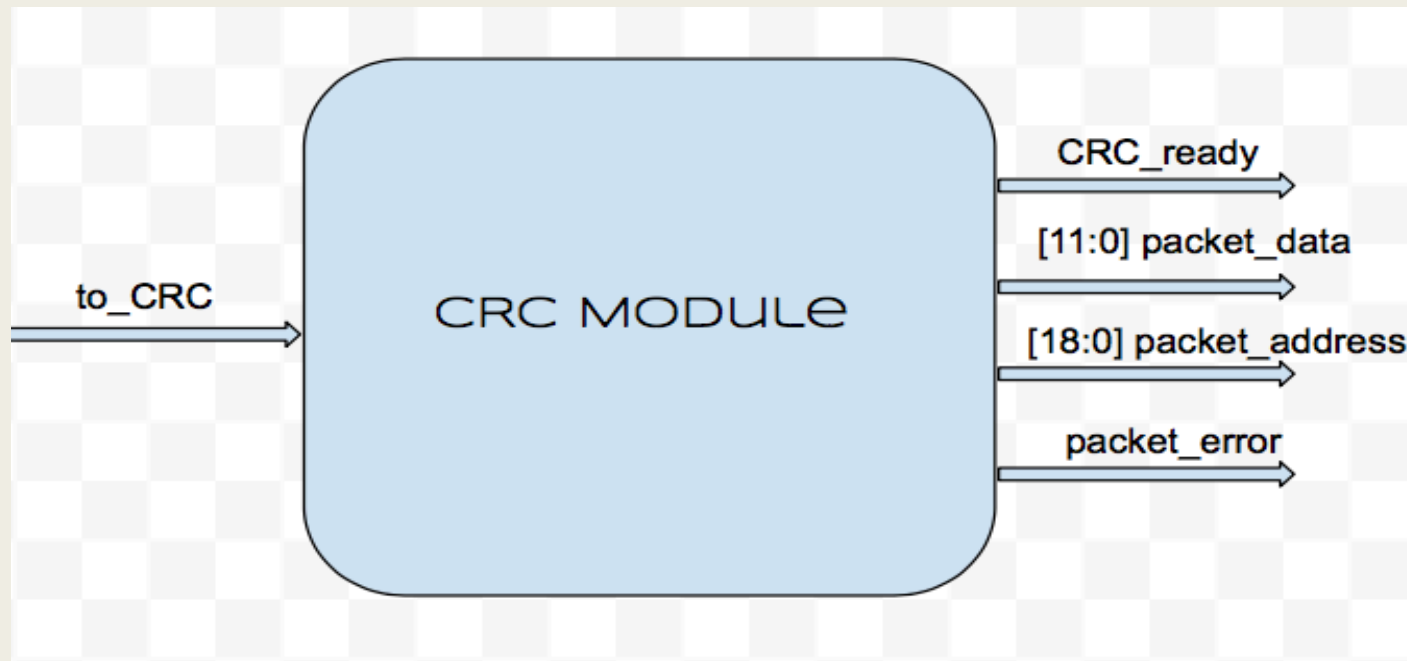 to_CRC
CRC Module
CRC_ready
[11:0] packet_data
[18:0] packet_address
packet_error